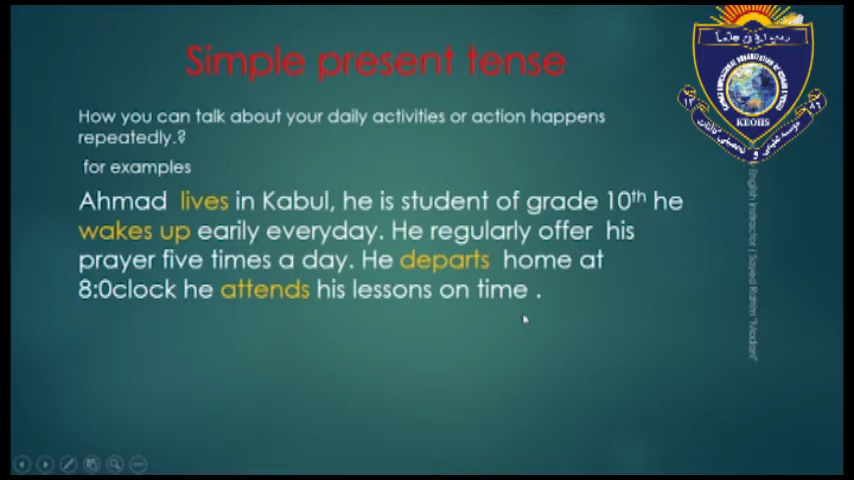 Simple present tense
How you can talk about your daily activities or action happens
repeatedly.?
for examples
Ahmad lives in Kabul, he is student of grade 10th he
wakes up earily everyday. He regularly offer his
prayer five times a day. He departs home at
8:0clock he attends his lessons on time .
KEOHS
English Instructor